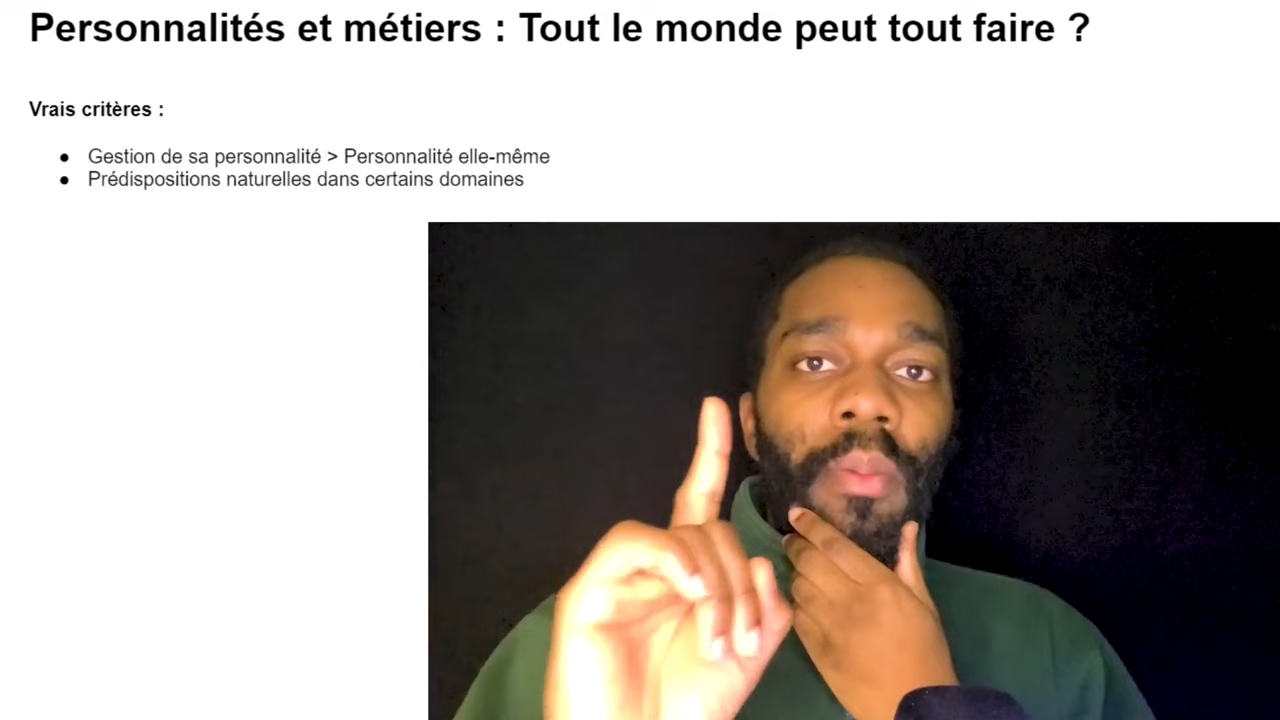 Personnalités et métiers : Tout le monde peut tout faire ?
Vrais critères :
● Gestion de sa personnalité > Personnalité elle-même
● Prédispositions naturelles dans certains domaines